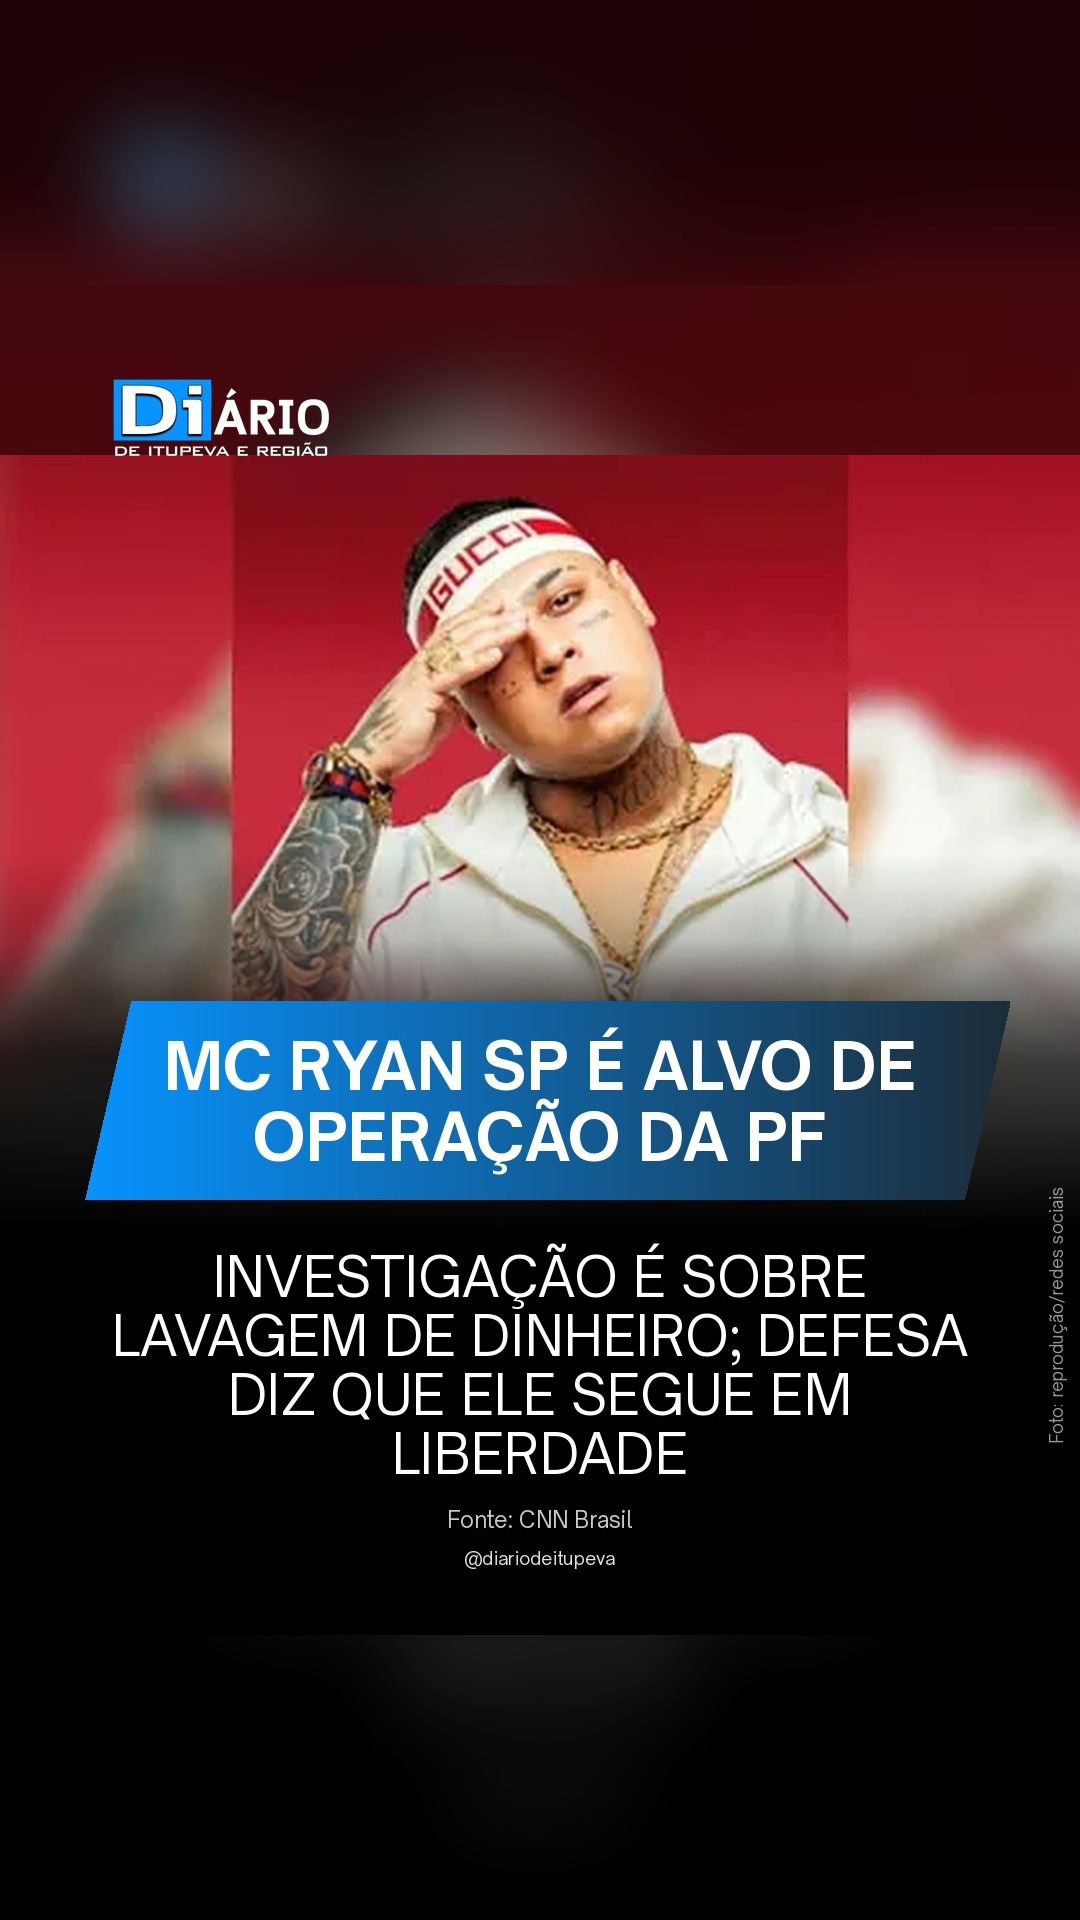 DiÁRIO
DE ITUPEVA E REGIÃO
GUCCI
MC RYAN SP É ALVO DE
OPERAÇÃO DA PF
Foto: reprodução/redes sociais
INVESTIGAÇÃO É SOBRE
LAVAGEM DE DINHEIRO; DEFESA
DIZ QUE ELE SEGUE EM
LIBERDADE
Fonte: CNN Brasil
@diariodeitupeva